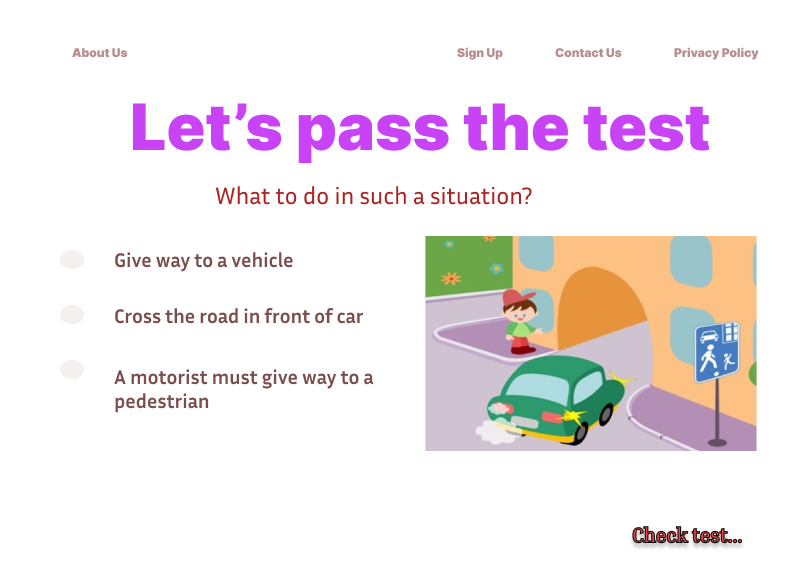 About Us
Sign Up
Contact Us
Privacy Policy
Let’s pass the test
What to do in such a situation?
Give way to a vehicle
Cross the road in front of car
A motorist must give way to a
pedestrian
Check test...